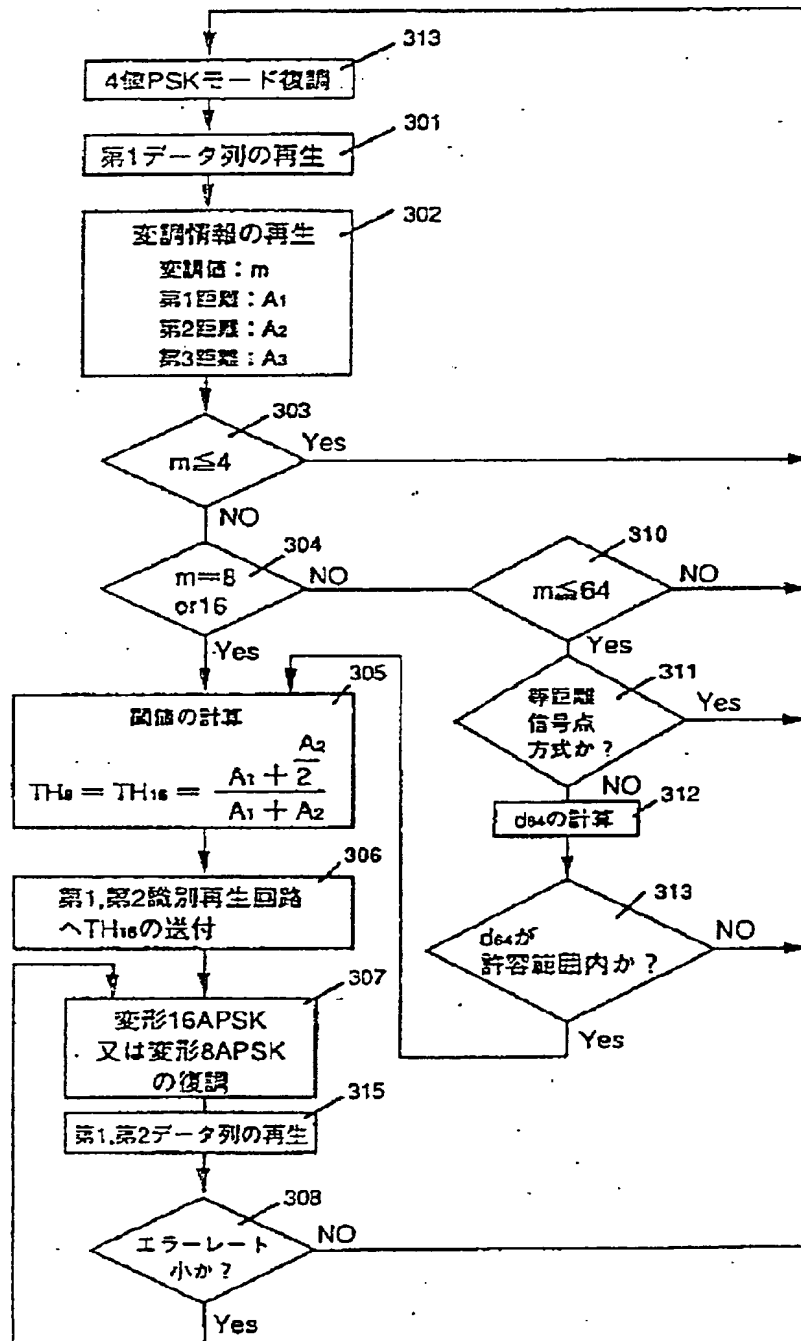 313
4値PSKモード復調
301
第1データ列の再生
302
変調情報の再生
変調値：m
第1距離：A1
第2距離：A2
第3距離：A3
303
m≦4
Yes
NO
304
m=8
or16
NO
Yes
310
m≦64
NO
Yes
305
閾値の計算
TH8 = TH16 = (A1 + A2/2) / (A1 + A2)
311
等距離
信号点
方式か？
Yes
NO
312
d64の計算
306
第1,第2識別再生回路
へTH16の送付
313
d64が
許容範囲内か？
NO
Yes
307
変形16APSK
又は変形8APSK
の復調
315
第1,第2データ列の再生
308
エラーレート
小か？
NO
Yes